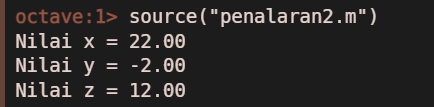 octave:1> source("penalaran2.m")
Nilai x = 22.00
Nilai y = -2.00
Nilai z = 12.00